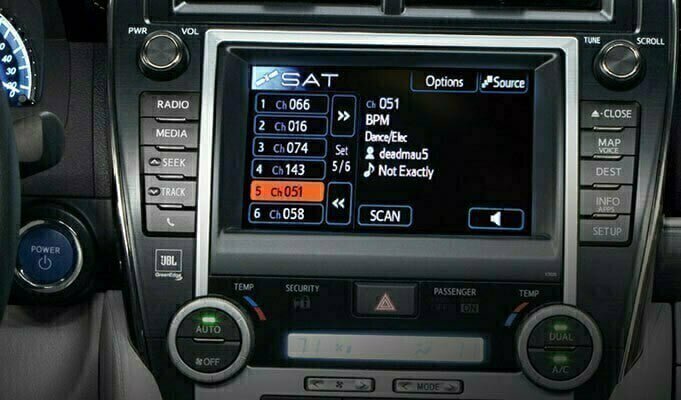 PWR VOL
TUNE SCROLL
SAT
Options
Source
1 Ch 066
2 Ch 016
3 Ch 074
4 Ch 143
5 Ch 051
6 Ch 058
Set
5/6
Ch 051
BPM
Dance/Elec
deadmau5
Not Exactly
SCAN
RADIO
MEDIA
SEEK
TRACK
CLOSE
MAP
VOICE
DEST
INFO
APPS
SETUP
POWER
JBL
GreenEdge
TEMP
SECURITY
PASSENGER
OFF ON
TEMP
AUTO
OFF
DUAL
A/C
MODE